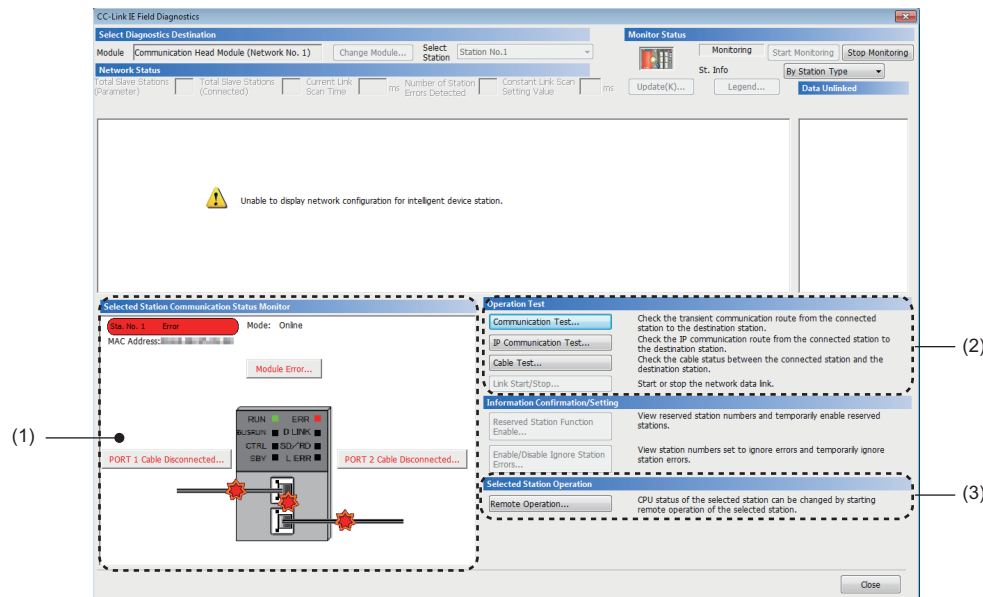 CC-Link IE Field Diagnostics
Select Diagnostics Destination
Module Communication Head Module (Network No. 1) Change Module... Select Station Station No.1
Monitor Status
Monitoring Start Monitoring Stop Monitoring
St. Info By Station Type
Update(K)... Legend... Data Unlinked
Network Status
Total Slave Stations (Parameter)
Total Slave Stations (Connected)
Current Link Scan Time ms
Number of Station Errors Detected
Constant Link Scan Setting Value ms
Unable to display network configuration for intelligent device station.
Selected Station Communication Status Monitor
Sta. No. 1 Error Mode: Online
MAC Address:
Module Error...
RUN ERR
BUSRUN D LINK
CTRL SD/RD
SBY L ERR
PORT 1 Cable Disconnected...
PORT 2 Cable Disconnected...
(1)
Operation Test
Communication Test... Check the transient communication route from the connected
station to the destination station.
IP Communication Test... Check the IP communication route from the connected station to
the destination station.
Cable Test... Check the cable status between the connected station and the
destination station.
Link Start/Stop... Start or stop the network data link.
(2)
Information Confirmation/Setting
Reserved Station Function
Enable...
View reserved station numbers and temporarily enable reserved
stations.
Enable/Disable Ignore Station
Errors...
View station numbers set to ignore errors and temporarily ignore
station errors.
Selected Station Operation
Remote Operation... CPU status of the selected station can be changed by starting
remote operation of the selected station.
(3)
Close